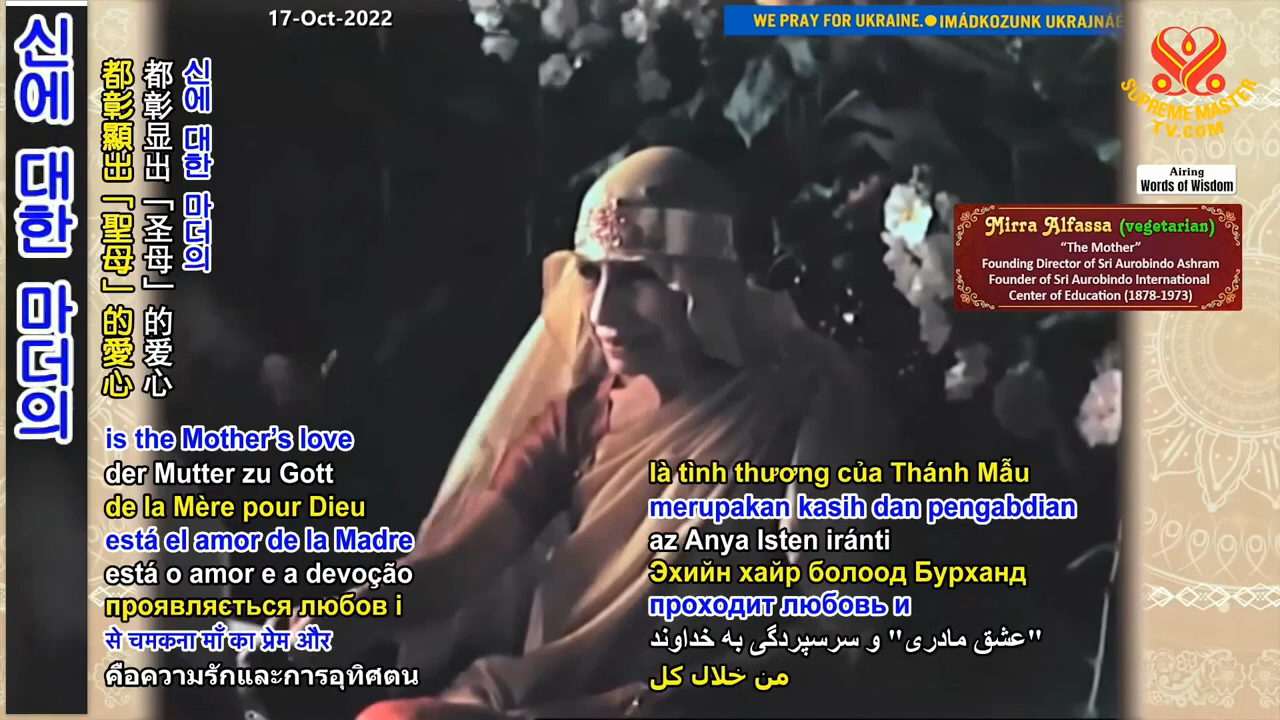 17-Oct-2022
WE PRAY FOR UKRAINE.●IMÁDKOZUNK UKRAJNÁÉ
SUPREME MASTER
TV.COM
Airing
Words of Wisdom
Mirra Alfassa (vegetarian)
“The Mother”
Founding Director of Sri Aurobindo Ashram
Founder of Sri Aurobindo International
Center of Education (1878-1973)
신에 대한 마더의
都彰顯出「聖母」的愛心
都彰显出「圣母」的爱心
신에 대한 마더의
is the Mother’s love
der Mutter zu Gott
de la Mère pour Dieu
está el amor de la Madre
está o amor e a devoção
проявляється любов і
से चमकना माँ का प्रेम और
คือความรักและการอุทิศตน
là tình thương của Thánh Mẫu
merupakan kasih dan pengabdian
az Anya Isten iránti
Эхийн хайр болоод Бурханд
проходит любовь и
"عشق مادری" و سرسپردگی به خداوند
من خلال كل